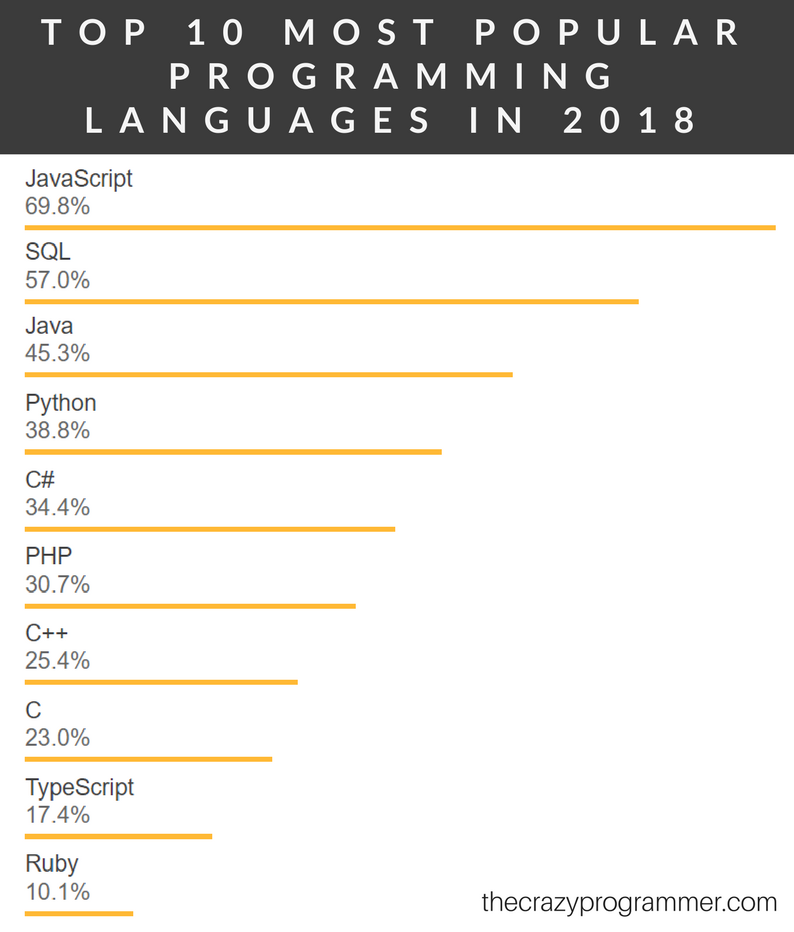 TOP 10 MOST POPULAR
PROGRAMMING
LANGUAGES IN 2018
JavaScript
69.8%
SQL
57.0%
Java
45.3%
Python
38.8%
C#
34.4%
PHP
30.7%
C++
25.4%
C
23.0%
TypeScript
17.4%
Ruby
10.1%
thecrazyprogrammer.com